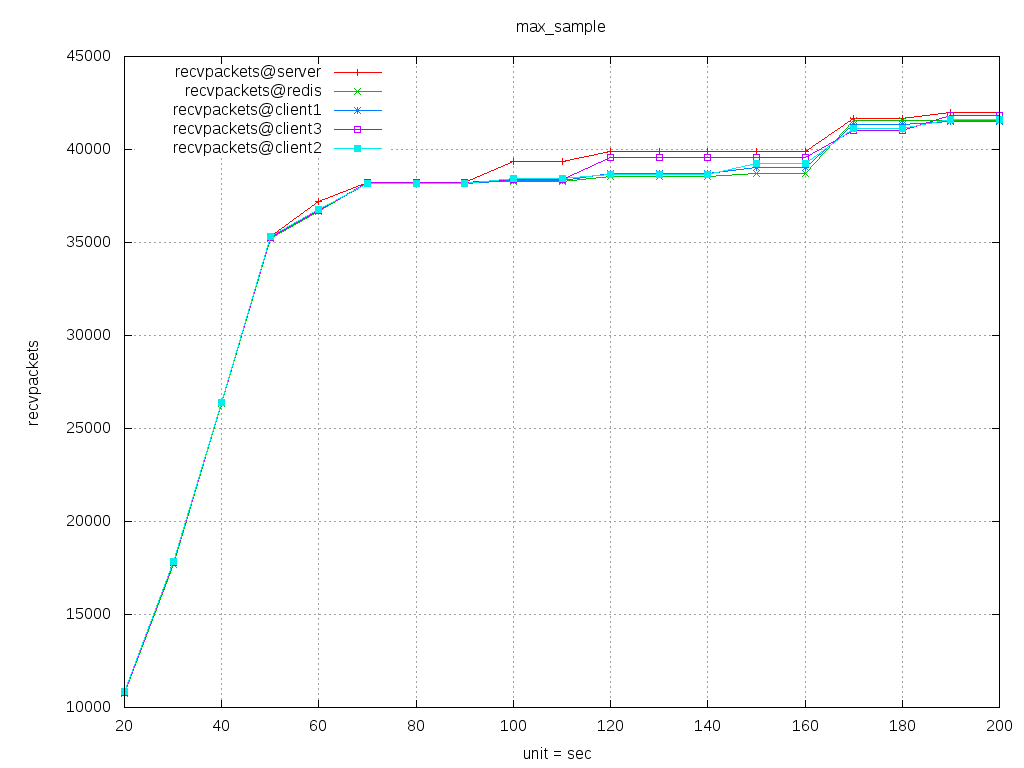 max_sample
45000
40000
35000
30000
25000
20000
15000
10000
recvpackets
recvpackets@server
recvpackets@redis
recvpackets@client1
recvpackets@client3
recvpackets@client2
20 40 60 80 100 120 140 160 180 200
unit = sec